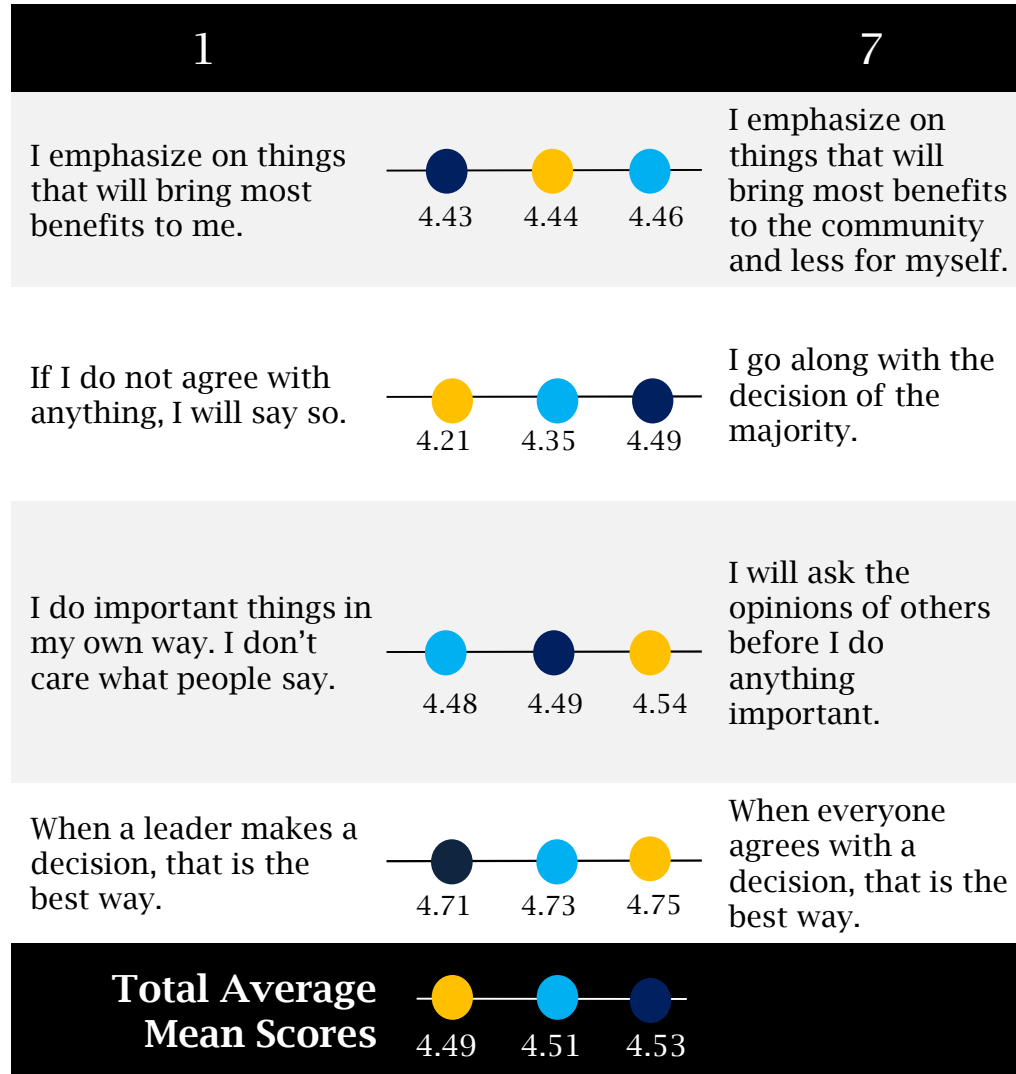 1
7
I emphasize on things
that will bring most
benefits to me.
4.43
4.44
4.46
I emphasize on
things that will
bring most benefits
to the community
and less for myself.
If I do not agree with
anything, I will say so.
4.21
4.35
4.49
I go along with the
decision of the
majority.
I do important things in
my own way. I don’t
care what people say.
4.48
4.49
4.54
I will ask the
opinions of others
before I do
anything
important.
When a leader makes a
decision, that is the
best way.
4.71
4.73
4.75
When everyone
agrees with a
decision, that is the
best way.
Total Average
Mean Scores
4.49
4.51
4.53